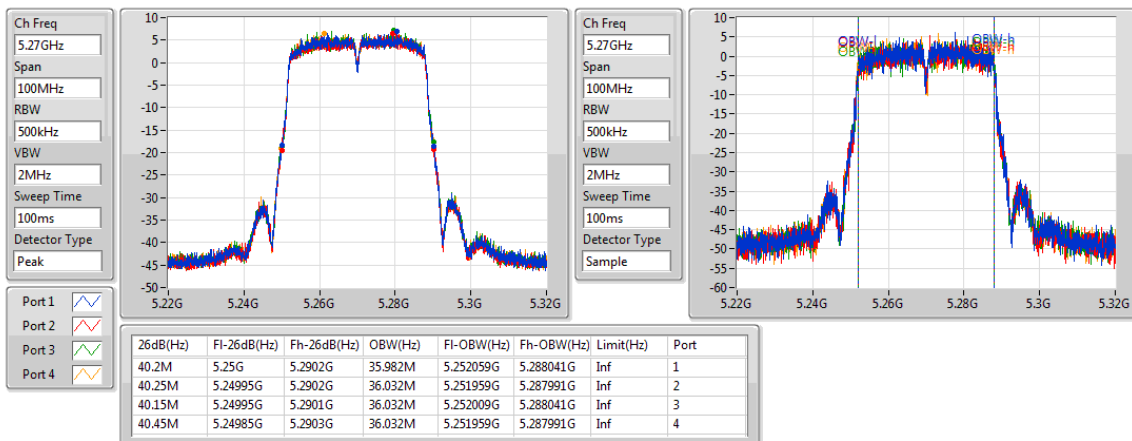 Ch Freq
5.27GHz
Span
100MHz
RBW
500kHz
VBW
2MHz
Sweep Time
100ms
Detector Type
Peak
10
5
0
-5
-10
-15
-20
-25
-30
-35
-40
-45
-50
5.22G 5.24G 5.26G 5.28G 5.3G 5.32G
Ch Freq
5.27GHz
Span
100MHz
RBW
500kHz
VBW
2MHz
Sweep Time
100ms
Detector Type
Sample
10
5
0
-5
-10
-15
-20
-25
-30
-35
-40
-45
-50
-55
-60
OBW-l OBW-h
5.22G 5.24G 5.26G 5.28G 5.3G 5.32G
Port 1
Port 2
Port 3
Port 4
26dB(Hz) Fl-26dB(Hz) Fh-26dB(Hz) OBW(Hz) Fl-OBW(Hz) Fh-OBW(Hz) Limit(Hz) Port
40.2M 5.25G 5.2902G 35.982M 5.252059G 5.288041G Inf 1
40.25M 5.24995G 5.2902G 36.032M 5.251959G 5.287991G Inf 2
40.15M 5.24995G 5.2901G 36.032M 5.252009G 5.288041G Inf 3
40.45M 5.24985G 5.2903G 36.032M 5.251959G 5.287991G Inf 4